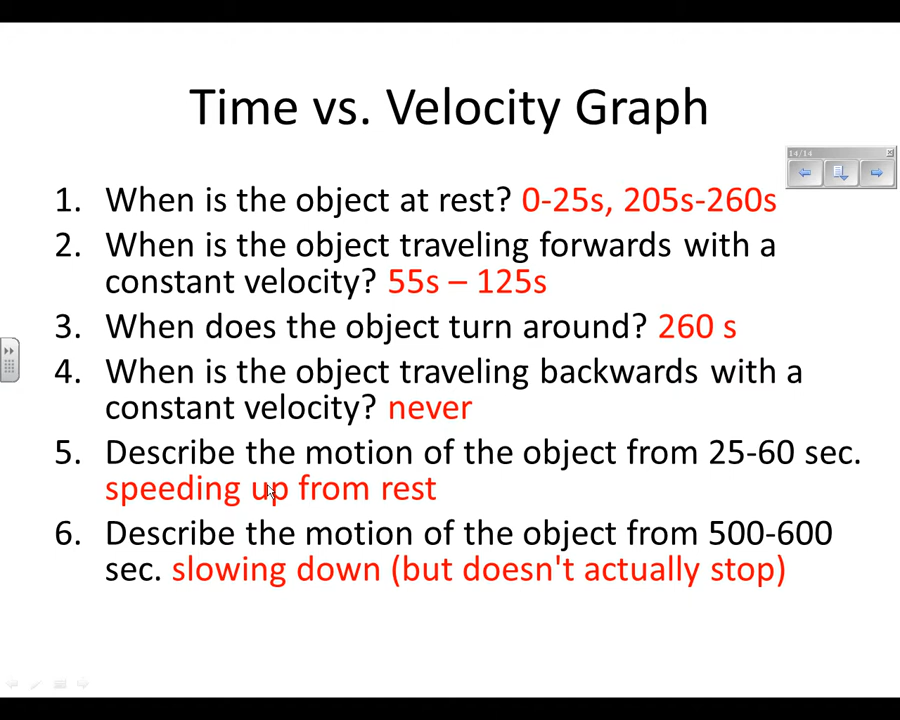 Time vs. Velocity Graph
14/14
1. When is the object at rest? 0-25s, 205s-260s
2. When is the object traveling forwards with a
constant velocity? 55s – 125s
3. When does the object turn around? 260 s
4. When is the object traveling backwards with a
constant velocity? never
5. Describe the motion of the object from 25-60 sec.
speeding up from rest
6. Describe the motion of the object from 500-600
sec. slowing down (but doesn't actually stop)